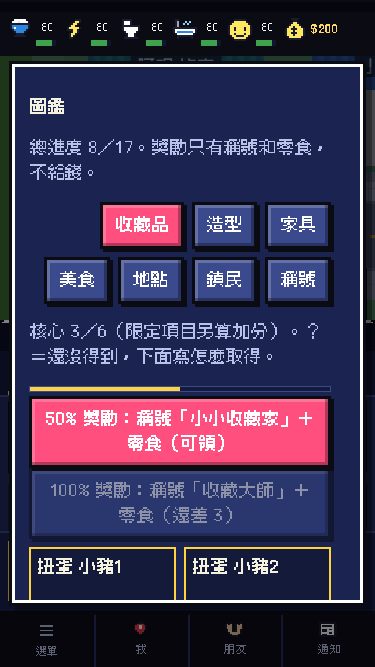 80 80 80 80 80 $200
圖鑑
總進度 8/17。獎勵只有稱號和零食，
不給錢。
收藏品 造型 家具
美食 地點 鎮民 稱號
核心 3/6（限定項目另算加分）。？
＝還沒得到，下面寫怎麼取得。
50% 獎勵：稱號「小小收藏家」＋
零食（可領）
100% 獎勵：稱號「收藏大師」＋
零食（還差 3）
扭蛋 小豬1 扭蛋 小豬2
選單 我 朋友 通知